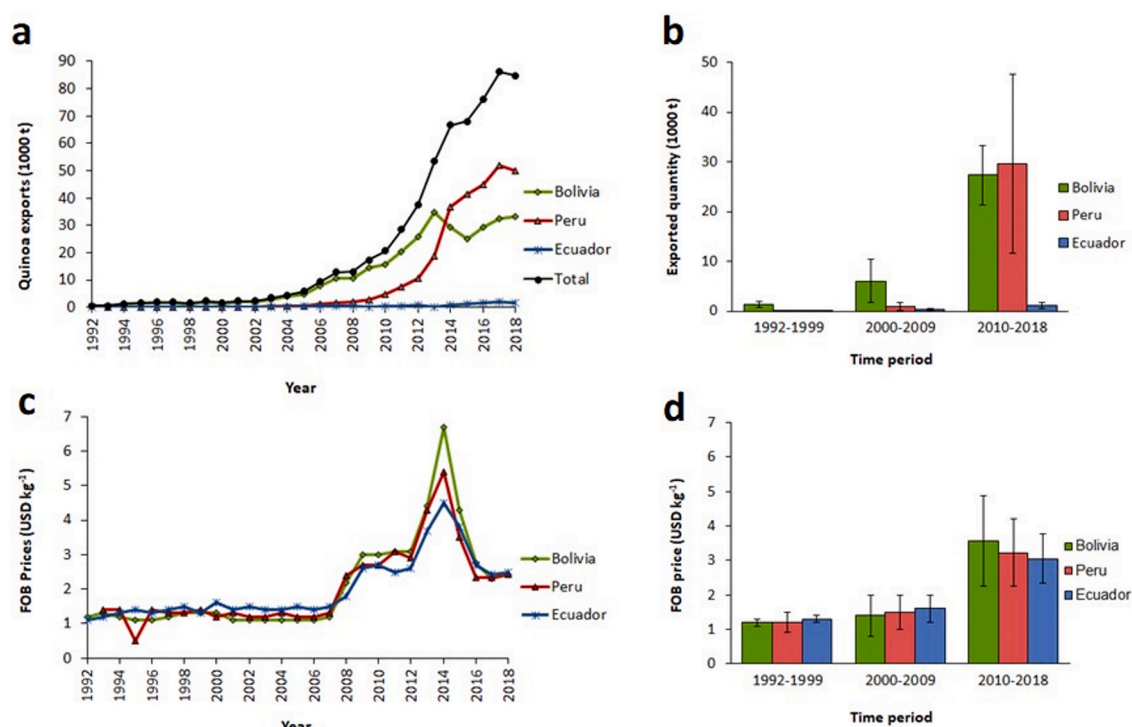 a
Quinoa exports (1000 t)
90
80
70
60
50
40
30
20
10
0
Bolivia
Peru
Ecuador
Total
1992
1994
1996
1998
2000
2002
2004
2006
2008
2010
2012
2014
2016
2018
Year
b
Exported quantity (1000 t)
50
40
30
20
10
0
Bolivia
Peru
Ecuador
1992-1999 2000-2009 2010-2018
Time period
c
FOB Prices (USD kg⁻¹)
7
6
5
4
3
2
1
0
Bolivia
Peru
Ecuador
1992
1994
1996
1998
2000
2002
2004
2006
2008
2010
2012
2014
2016
2018
Year
d
FOB price (USD kg⁻¹)
7
6
5
4
3
2
1
0
Bolivia
Peru
Ecuador
1992-1999 2000-2009 2010-2018
Time period